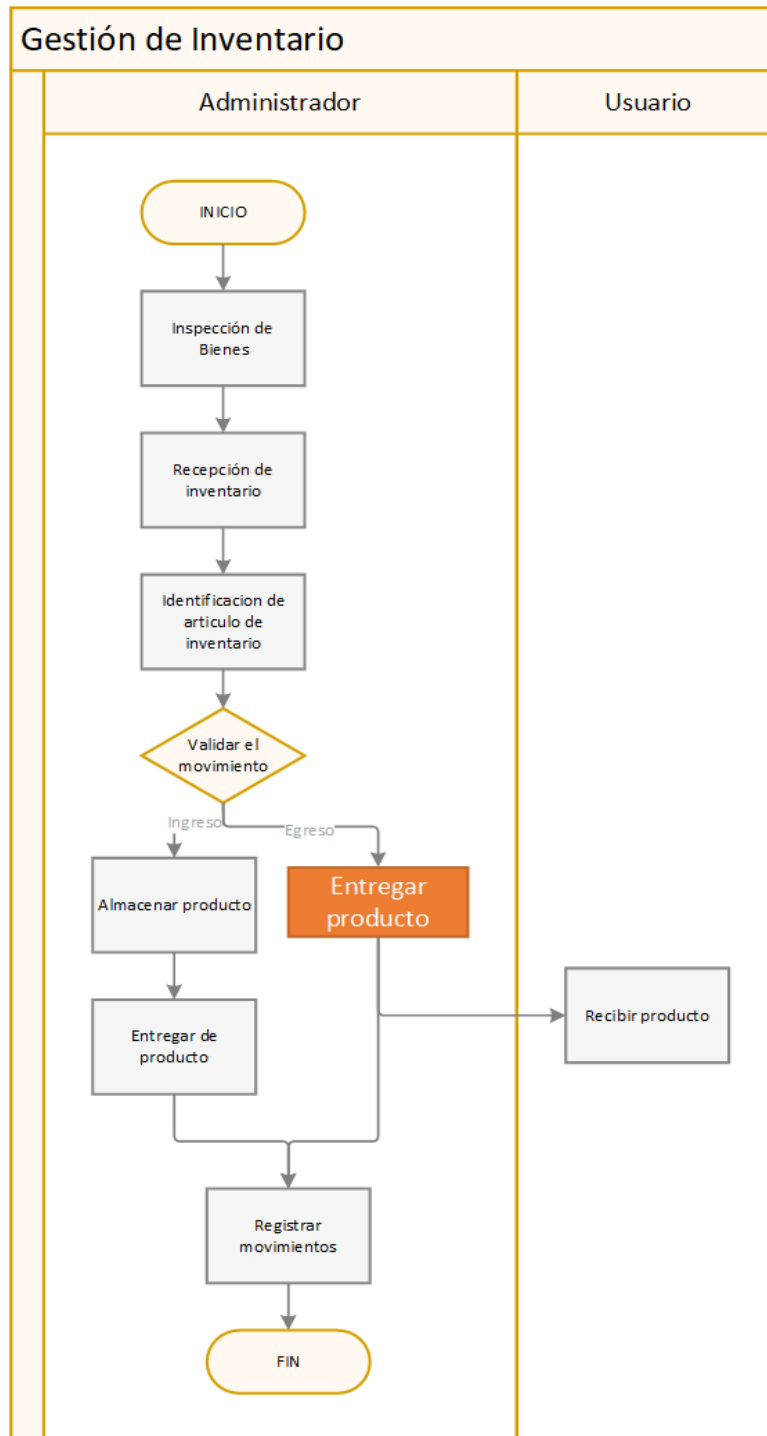 Gestión de Inventario
Administrador
Usuario
INICIO
Inspección de
Bienes
Recepción de
inventario
Identificacion de
articulo de
inventario
Validar el
movimiento
Ingreso
Egreso
Almacenar producto
Entregar
producto
Entregar de
producto
Recibir producto
Registrar
movimientos
FIN